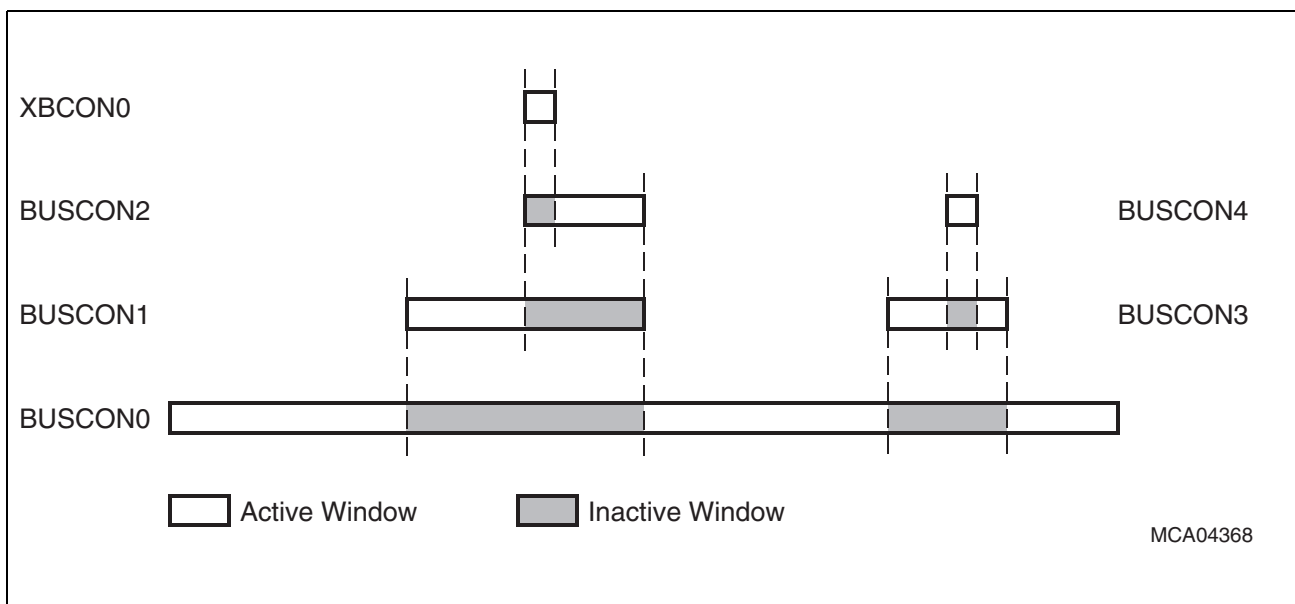 XBCON0
BUSCON2
BUSCON4
BUSCON1
BUSCON3
BUSCON0
Active Window
Inactive Window
MCA04368